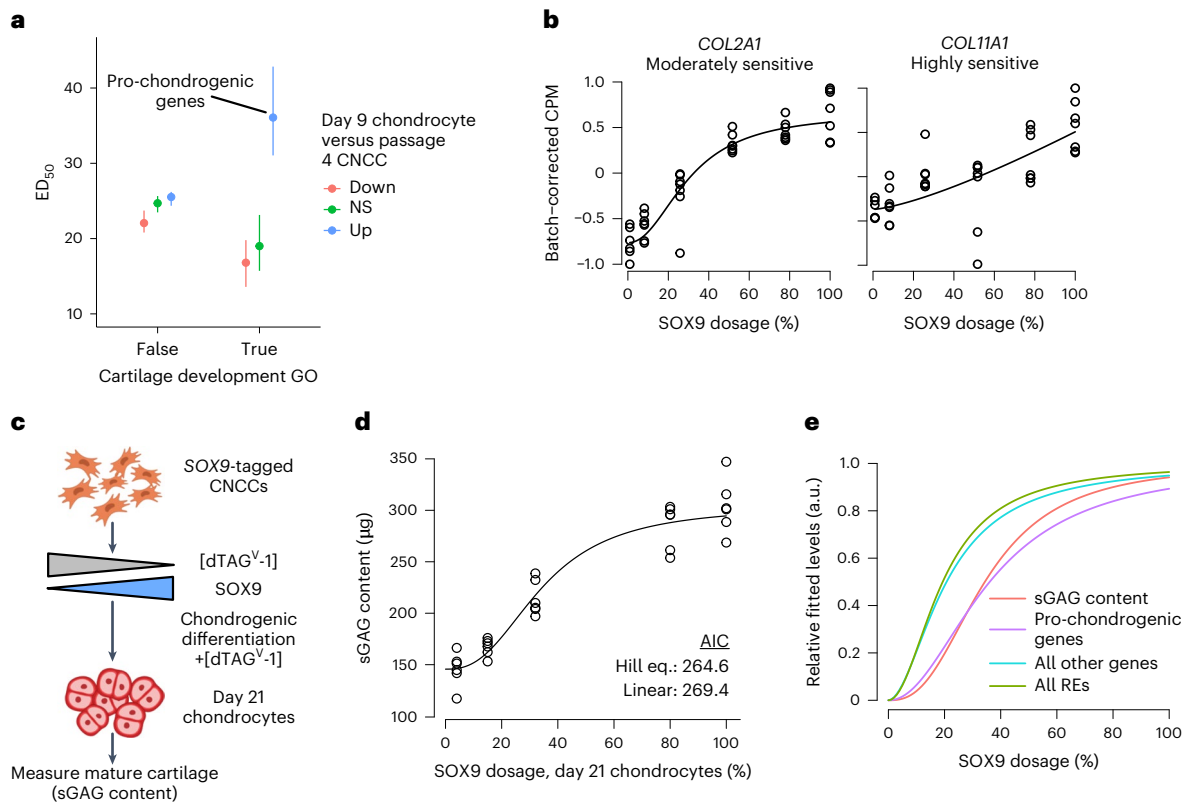 a
40
30
20
10
ED50
Pro-chondrogenic
genes
False
True
Cartilage development GO
Day 9 chondrocyte
versus passage
4 CNCC
Down
NS
Up
b
COL2A1
Moderately sensitive
COL11A1
Highly sensitive
Batch–corrected CPM
1.0
0.5
0
−0.5
−1.0
0 20 40 60 80 100
SOX9 dosage (%)
0 20 40 60 80 100
SOX9 dosage (%)
c
SOX9-tagged
CNCCs
[dTAGV-1]
SOX9
Chondrogenic
differentiation
+[dTAGV-1]
Day 21
chondrocytes
Measure mature cartilage
(sGAG content)
d
sGAG content (µg)
350
300
250
200
150
100
AIC
Hill eq.: 264.6
Linear: 269.4
0 20 40 60 80 100
SOX9 dosage, day 21 chondrocytes (%)
e
Relative fitted levels (a.u.)
1.0
0.8
0.6
0.4
0.2
0
sGAG content
Pro-chondrogenic
genes
All other genes
All REs
0 20 40 60 80 100
SOX9 dosage (%)